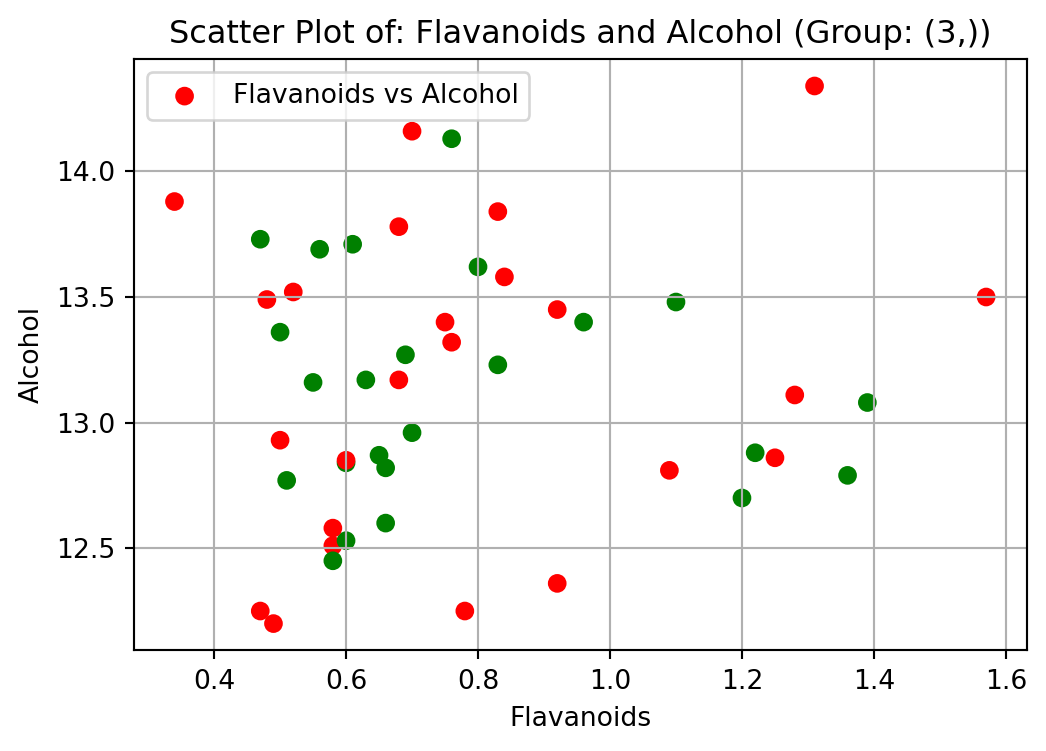 Scatter Plot of: Flavanoids and Alcohol (Group: (3,))
Flavanoids vs Alcohol
14.0
13.5
13.0
12.5
Alcohol
0.4 0.6 0.8 1.0 1.2 1.4 1.6
Flavanoids